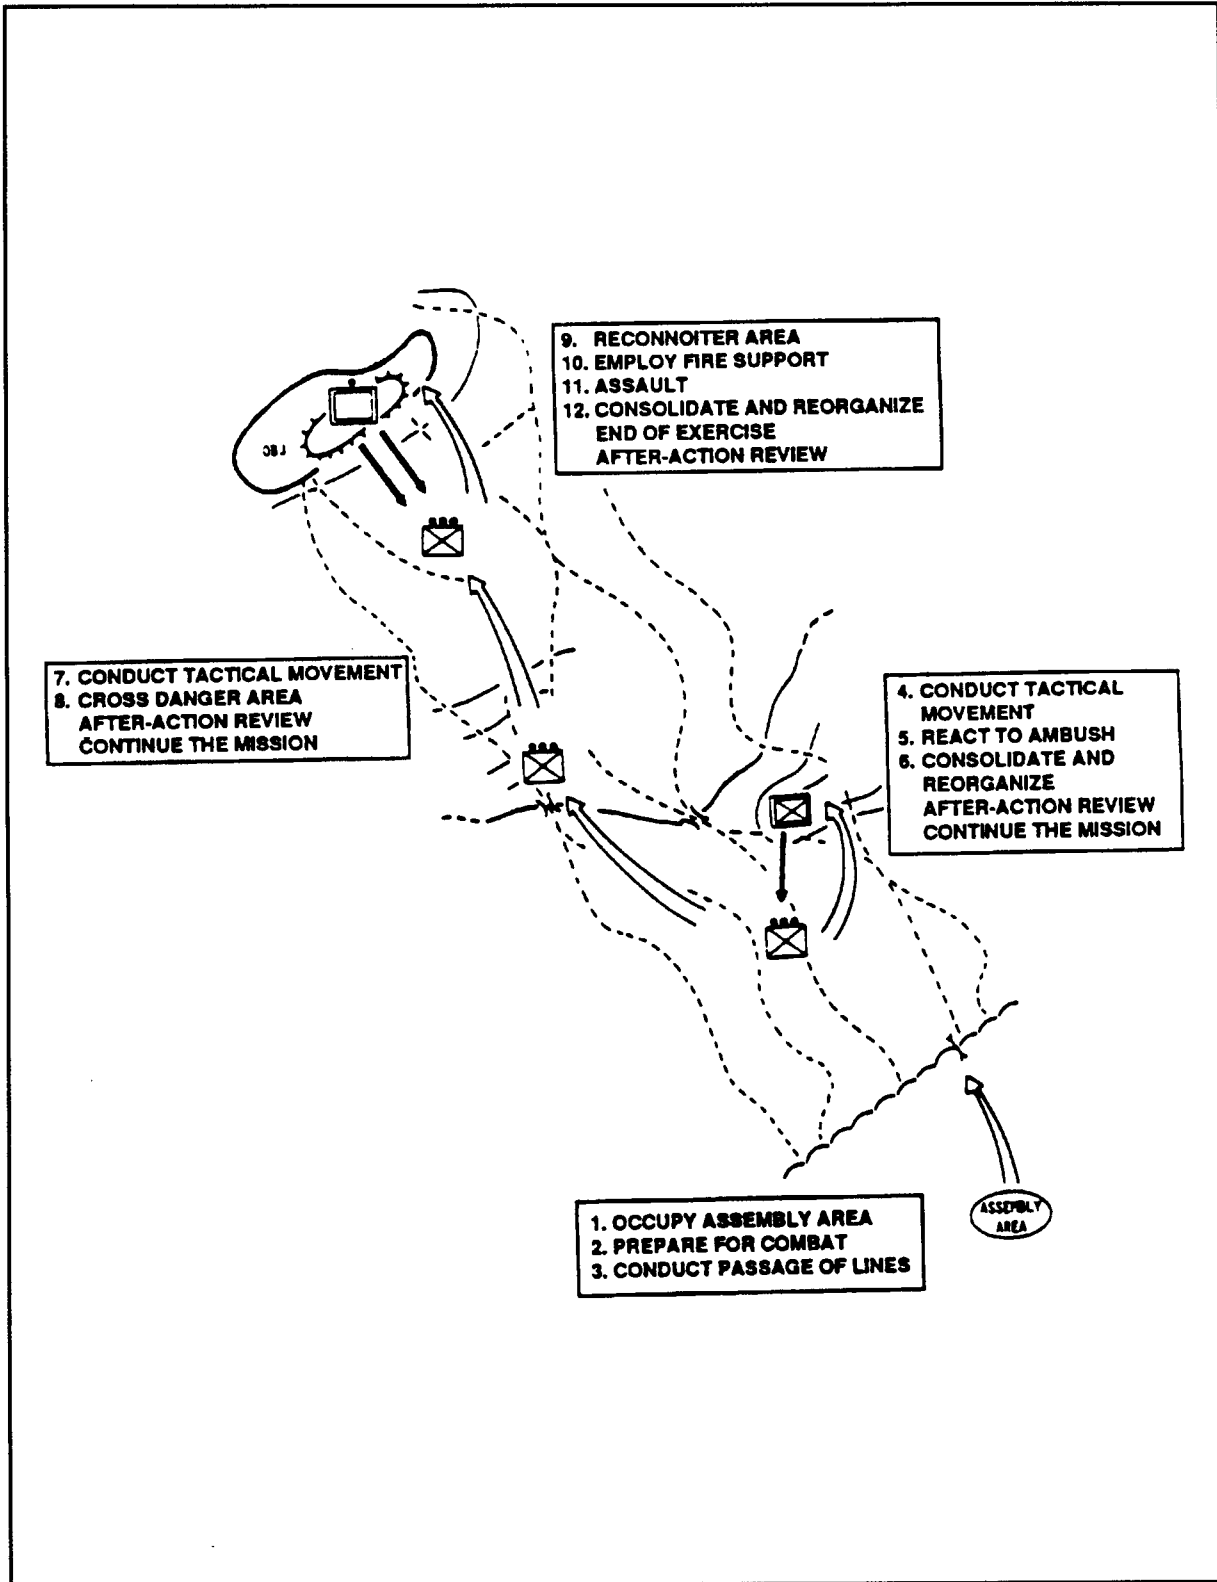 9. RECONNOITER AREA
10. EMPLOY FIRE SUPPORT
11. ASSAULT
12. CONSOLIDATE AND REORGANIZE
END OF EXERCISE
AFTER-ACTION REVIEW
7. CONDUCT TACTICAL MOVEMENT
8. CROSS DANGER AREA
AFTER-ACTION REVIEW
CONTINUE THE MISSION
4. CONDUCT TACTICAL
MOVEMENT
5. REACT TO AMBUSH
6. CONSOLIDATE AND
REORGANIZE
AFTER-ACTION REVIEW
CONTINUE THE MISSION
1. OCCUPY ASSEMBLY AREA
2. PREPARE FOR COMBAT
3. CONDUCT PASSAGE OF LINES
ASSEMBLY
AREA